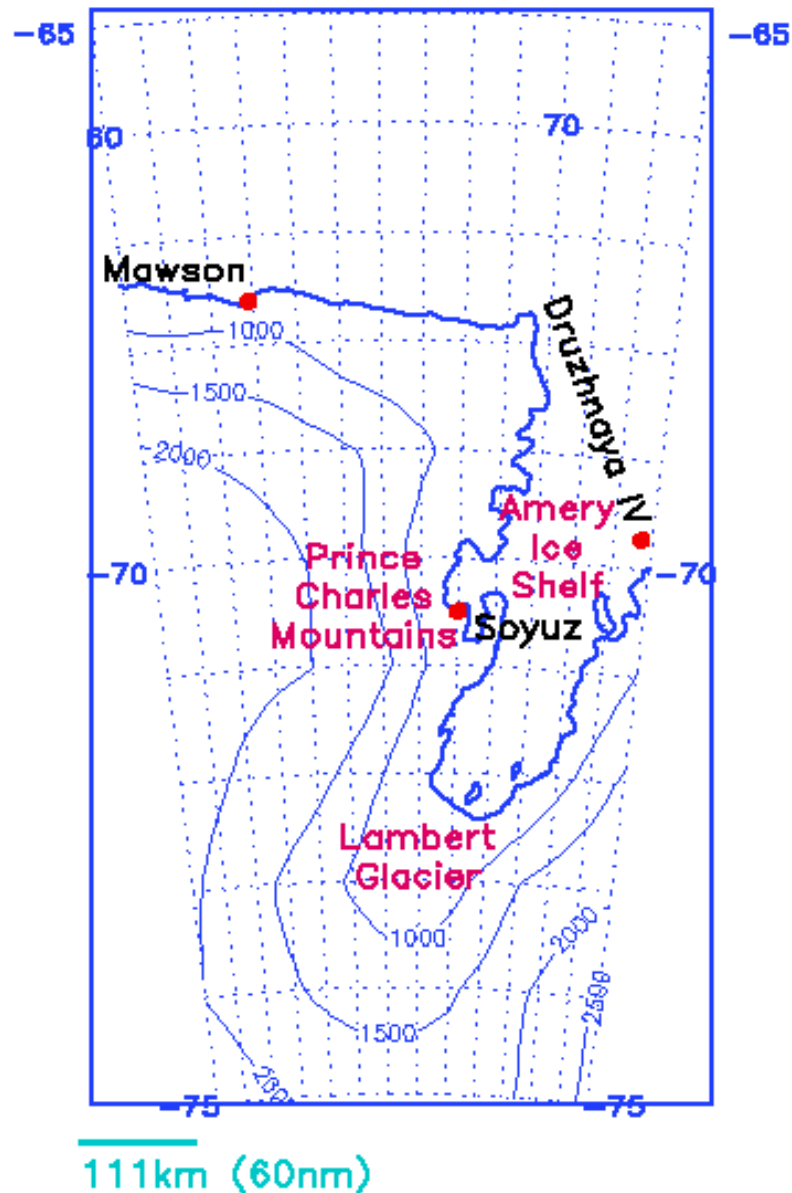 -65
-65
60
70
Mawson
1000
Druzhnaya IV
1500
2000
Amery
Ice
Shelf
Prince
Charles
Mountains
-70
-70
Soyuz
Lambert
Glacier
1000
2000
2500
1500
-75
-75
111km (60nm)